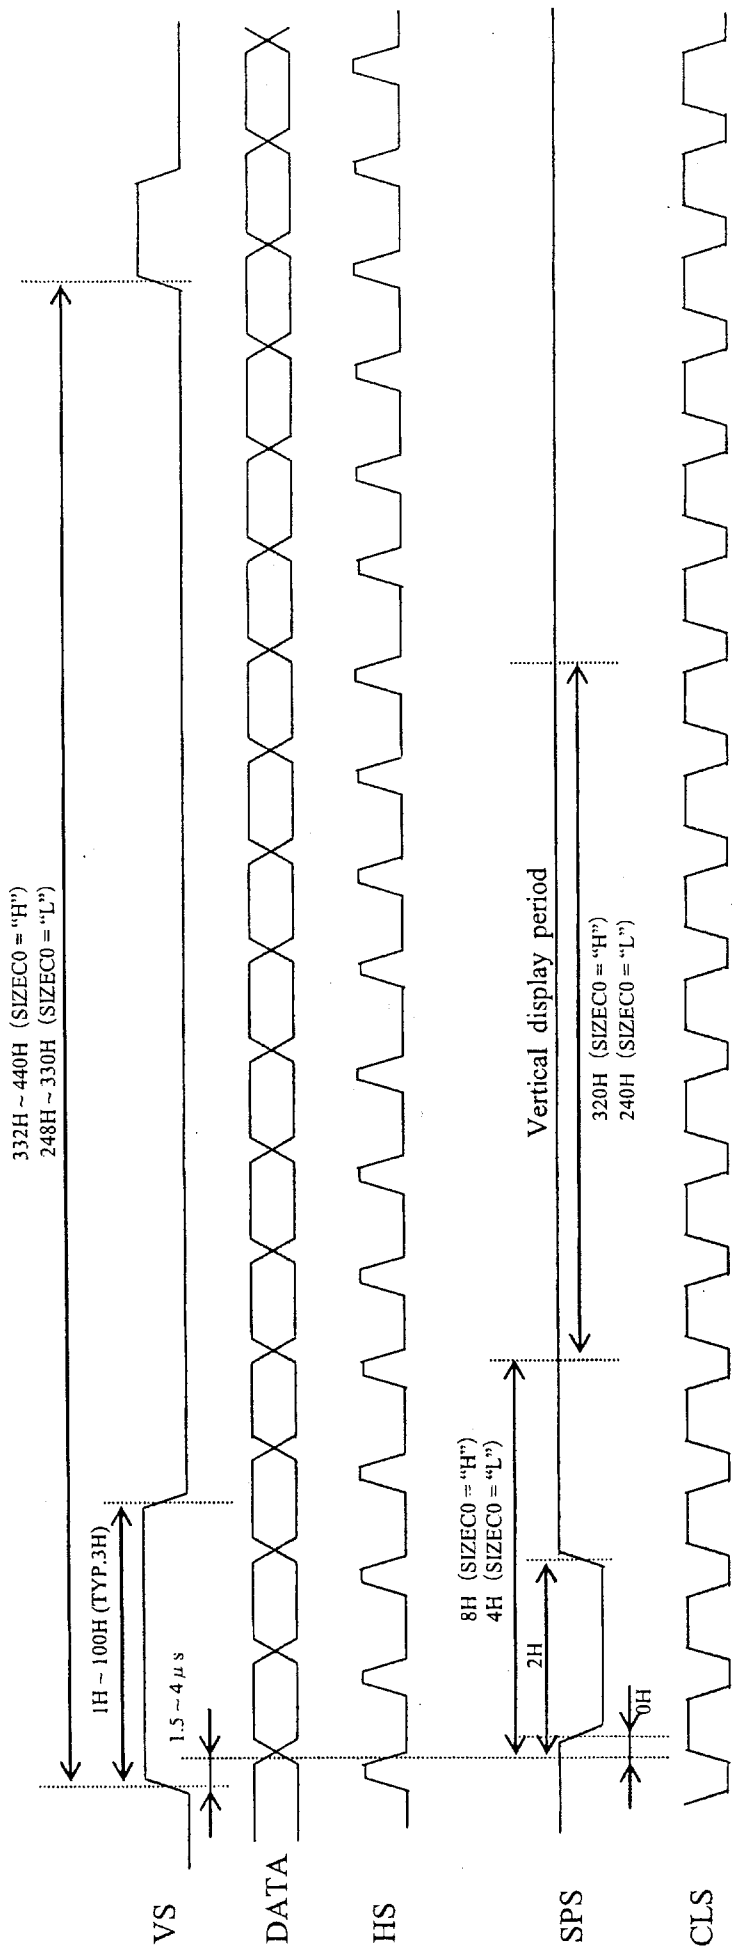 332H ~ 440H (SIZEC0 = “H”)
248H ~ 330H (SIZEC0 = “L”)
1H ~ 100H (TYP.3H)
1.5 ~ 4 μ s
VS
DATA
HS
8H (SIZEC0 = “H”)
4H (SIZEC0 = “L”)
2H
0H
Vertical display period
320H (SIZEC0 = “H”)
240H (SIZEC0 = “L”)
SPS
CLS